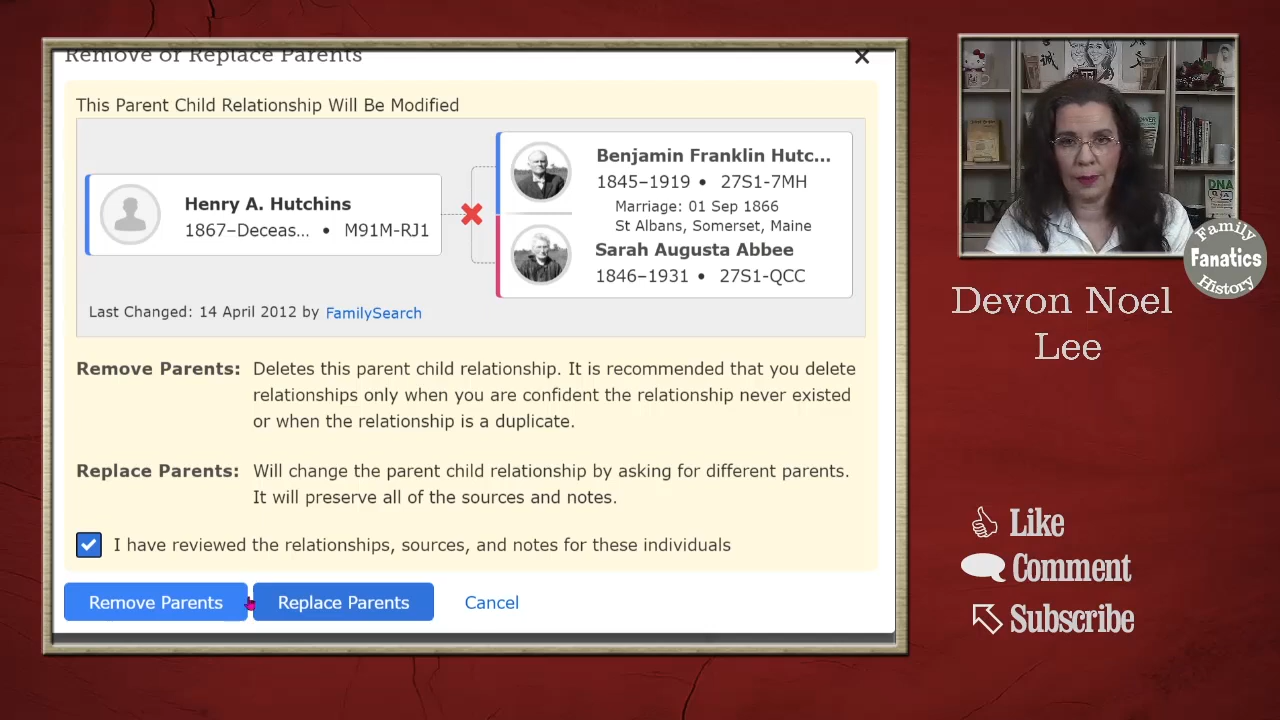 Remove or Replace Parents
This Parent Child Relationship Will Be Modified
Henry A. Hutchins
1867–Deceas... • M91M-RJ1
Benjamin Franklin Hutc...
1845–1919 • 27S1-7MH
Marriage: 01 Sep 1866
St Albans, Somerset, Maine
Sarah Augusta Abbee
1846–1931 • 27S1-QCC
Last Changed: 14 April 2012 by FamilySearch
Remove Parents: Deletes this parent child relationship. It is recommended that you delete
relationships only when you are confident the relationship never existed
or when the relationship is a duplicate.
Replace Parents: Will change the parent child relationship by asking for different parents.
It will preserve all of the sources and notes.
I have reviewed the relationships, sources, and notes for these individuals
Remove Parents Replace Parents Cancel
DNA
Family
Fanatics
History
Devon Noel
Lee
Like
Comment
Subscribe